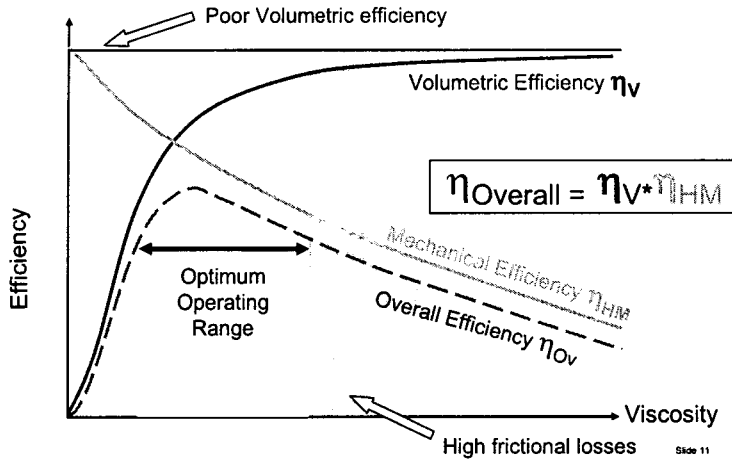 Poor Volumetric efficiency
Volumetric Efficiency ηV
ηOverall = ηV*ηHM
Efficiency
Optimum
Operating
Range
Mechanical Efficiency ηHM
Overall Efficiency ηOv
Viscosity
High frictional losses
Slide 11